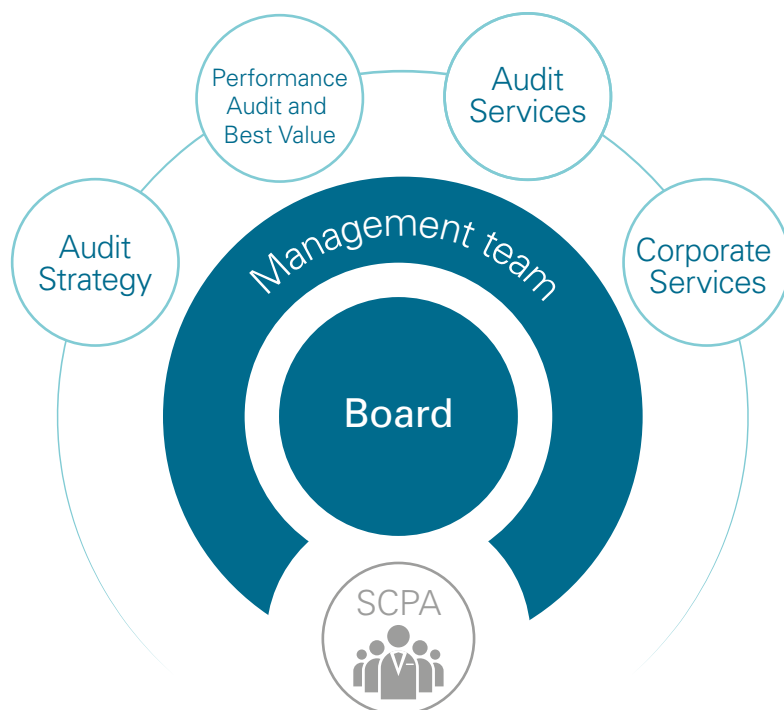 Performance
Audit and
Best Value
Audit
Services
Audit
Strategy
Management team
Corporate
Services
Board
SCPA